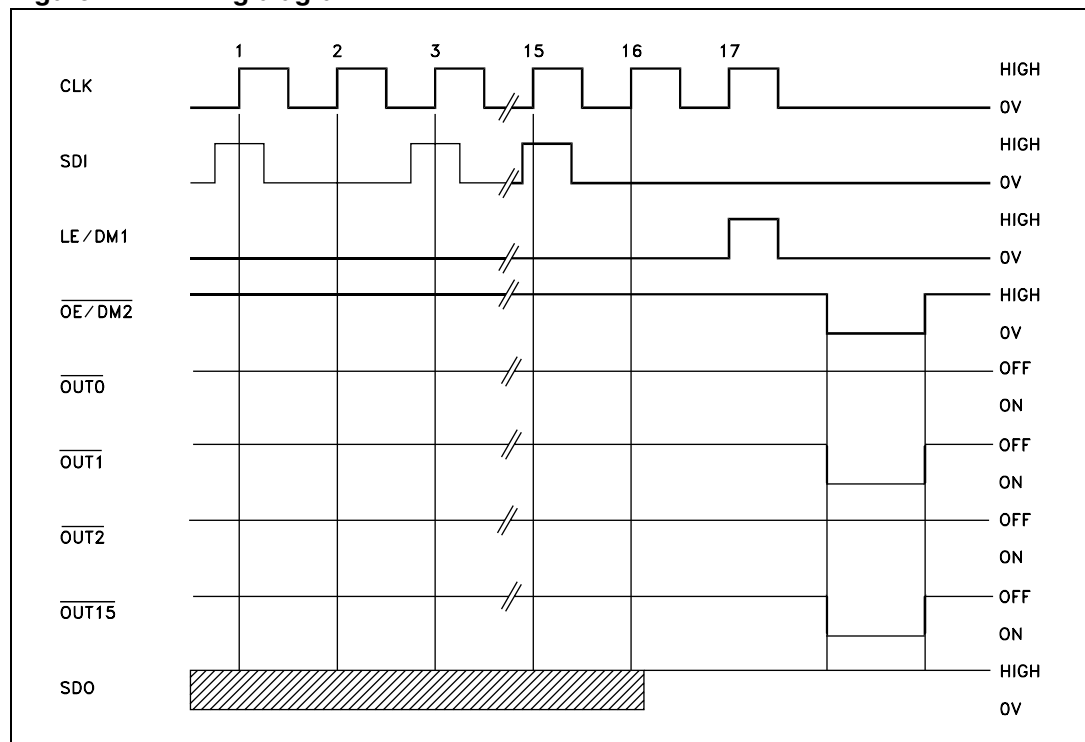 1 2 3 15 16 17
CLK HIGH
0V
SDI HIGH
0V
LE/DM1 HIGH
0V
OE/DM2 HIGH
0V
OUT0 OFF
ON
OUT1 OFF
ON
OUT2 OFF
ON
OUT15 OFF
ON
SDO HIGH
0V